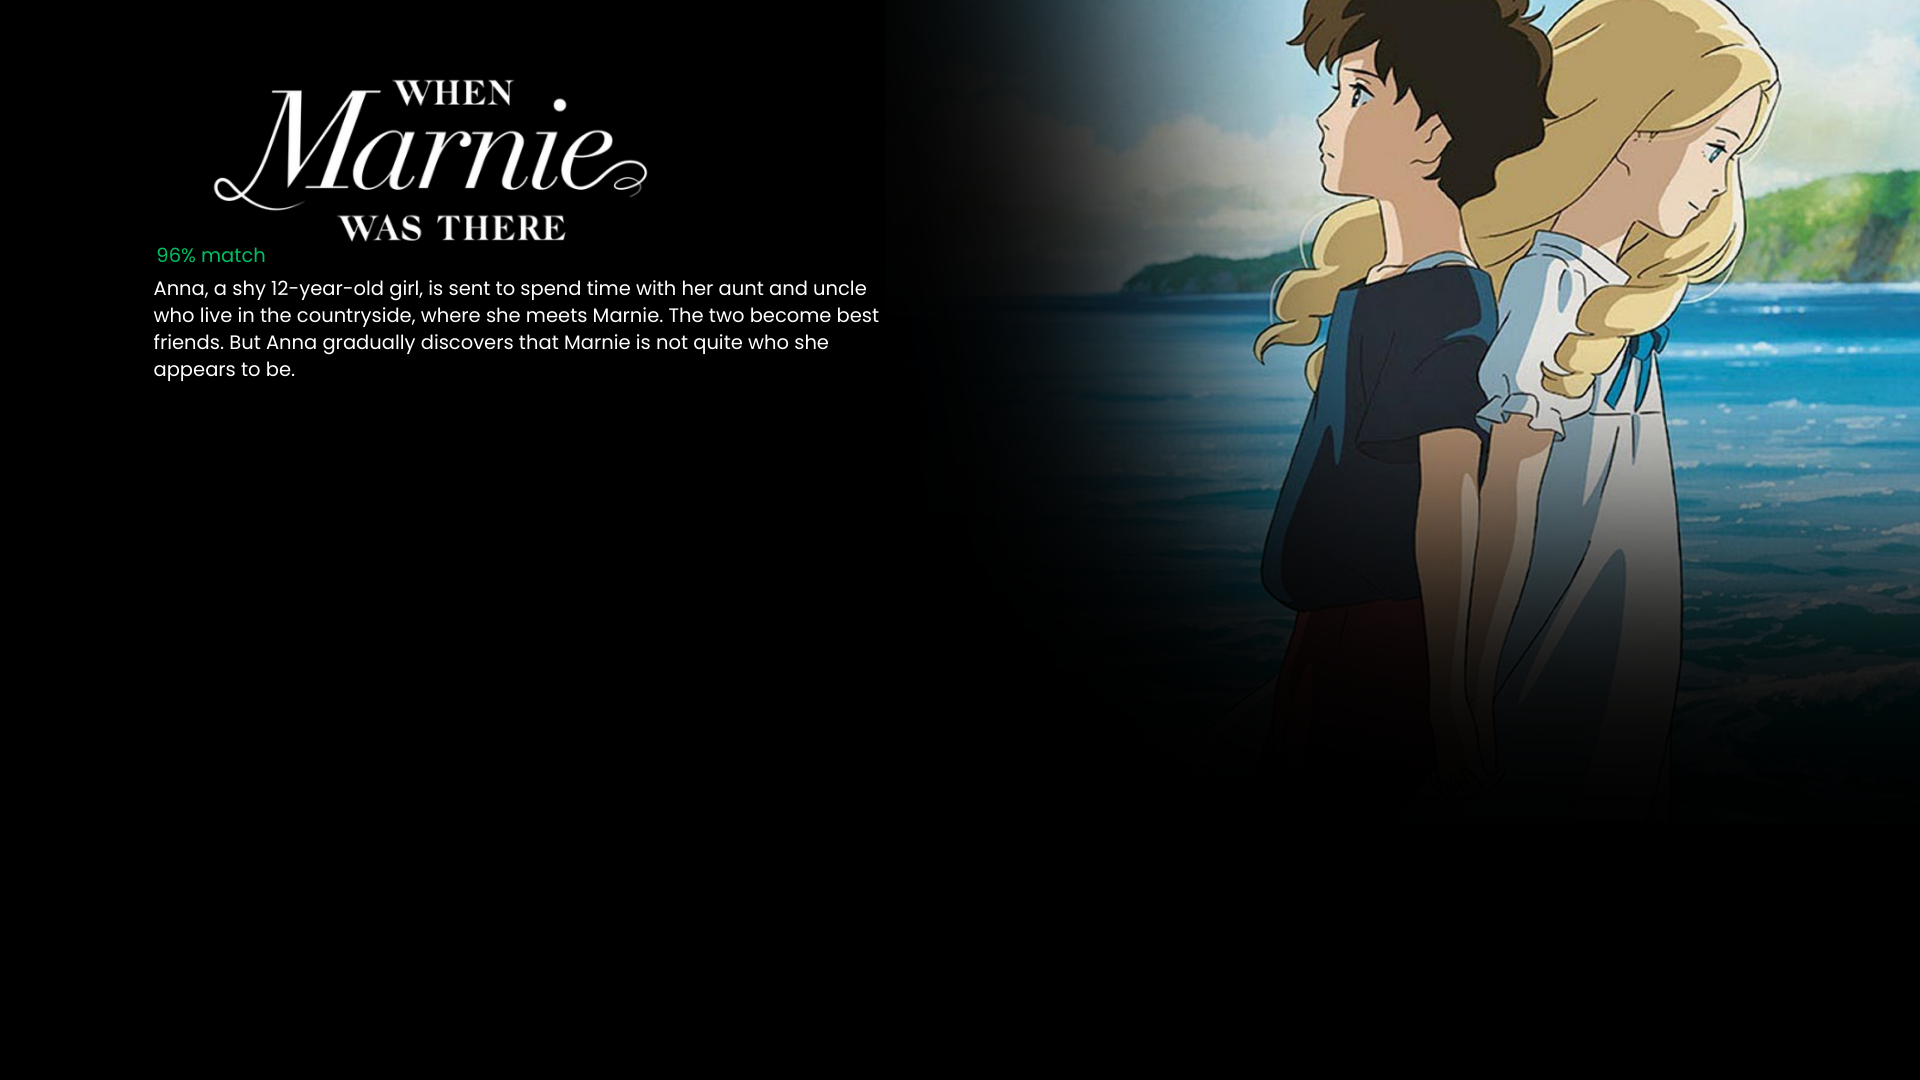 WHEN
Marnie
WAS THERE
96% match
Anna, a shy 12-year-old girl, is sent to spend time with her aunt and uncle
who live in the countryside, where she meets Marnie. The two become best
friends. But Anna gradually discovers that Marnie is not quite who she
appears to be.